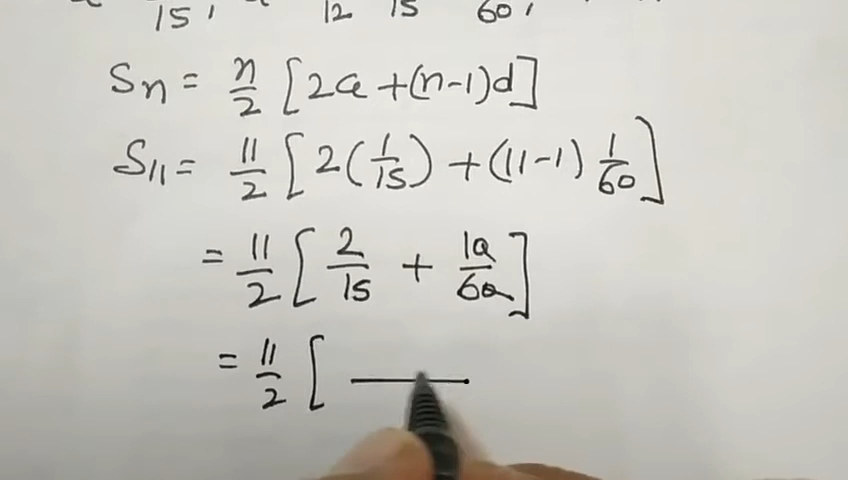 15, 12 15 60,
Sn = n/2 [2a + (n-1)d]
S11 = 11/2 [2(1/15) + (11-1) 1/60]
= 11/2 [2/15 + 10/60]
= 11/2 [